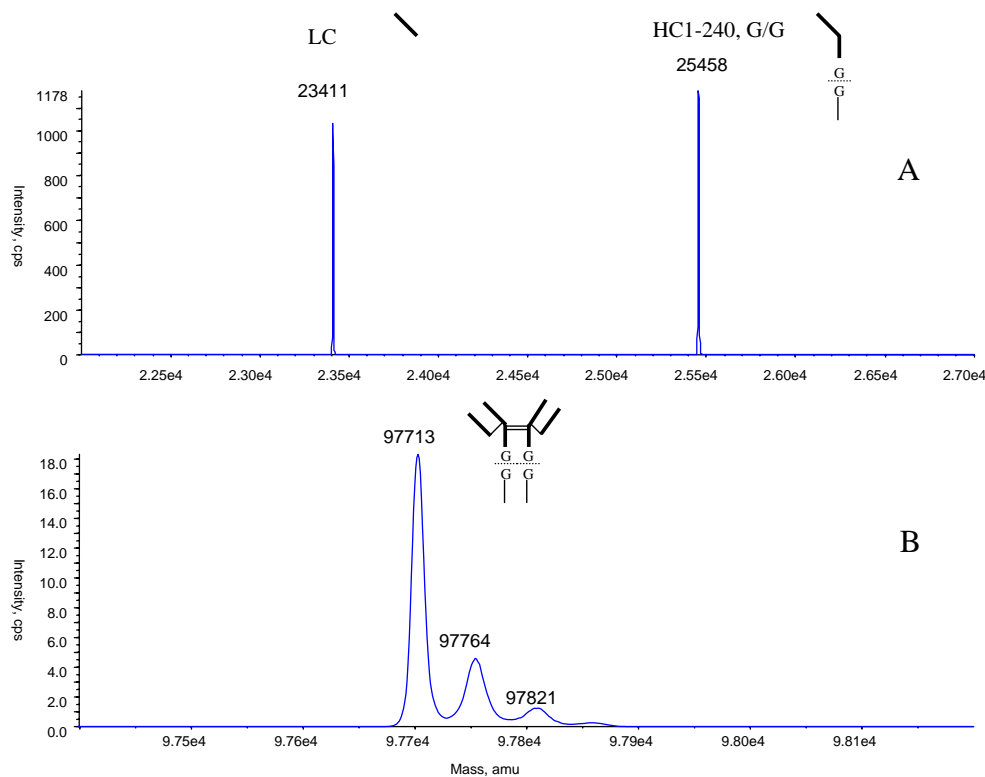 LC
HC1-240, G/G
23411
25458
G
G
1178
1000
800
600
400
200
0
Intensity, cps
A
2.25e4 2.30e4 2.35e4 2.40e4 2.45e4 2.50e4 2.55e4 2.60e4 2.65e4 2.70e4
97713
G G
G G
97764
97821
18.0
16.0
14.0
12.0
10.0
8.0
6.0
4.0
2.0
0.0
Intensity, cps
B
9.75e4 9.76e4 9.77e4 9.78e4 9.79e4 9.80e4 9.81e4
Mass, amu